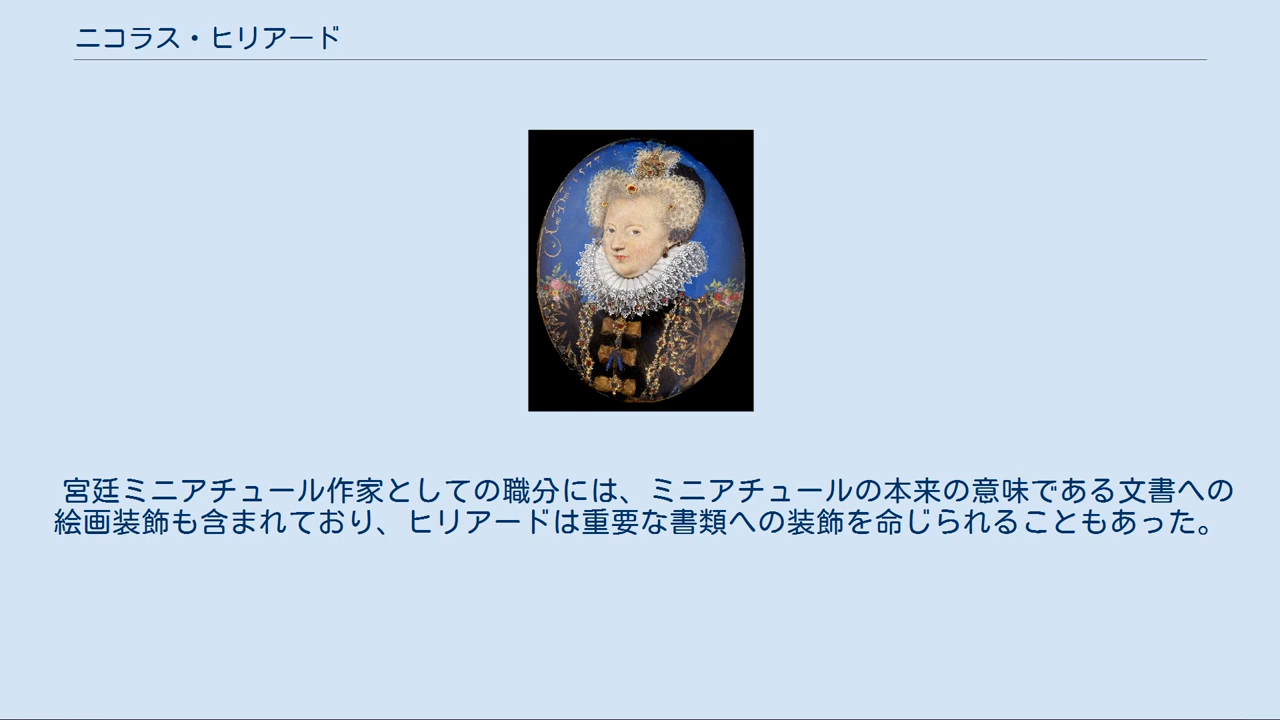 ニコラス・ヒリアード
1577
宮廷ミニアチュール作家としての職分には、ミニアチュールの本来の意味である文書への
絵画装飾も含まれており、ヒリアードは重要な書類への装飾を命じられることもあった。